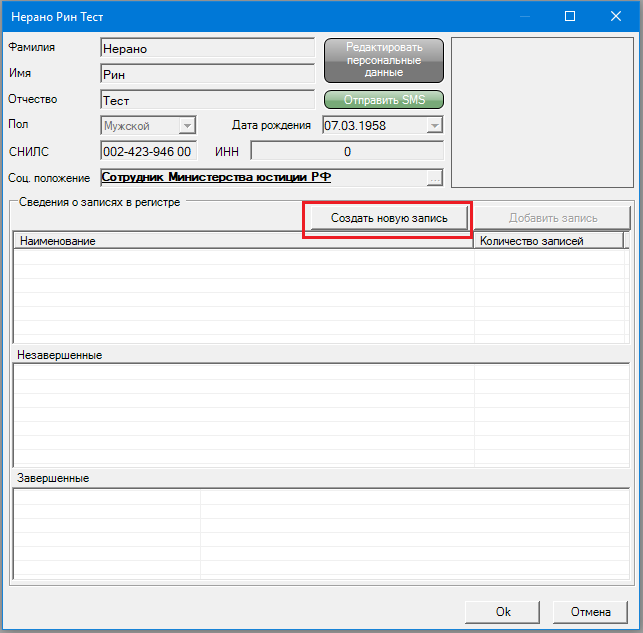 Нерано Рин Тест
Фамилия
Нерано
Имя
Рин
Отчество
Тест
Редактировать
персональные
данные
Отправить SMS
Пол
Мужской
Дата рождения
07.03.1958
СНИЛС
002-423-946 00
ИНН
0
Соц. положение
Сотрудник Министерства юстиции РФ
...
Сведения о записях в регистре
Создать новую запись
Добавить запись
Наименование
Количество записей
Незавершенные
Завершенные
Ok
Отмена